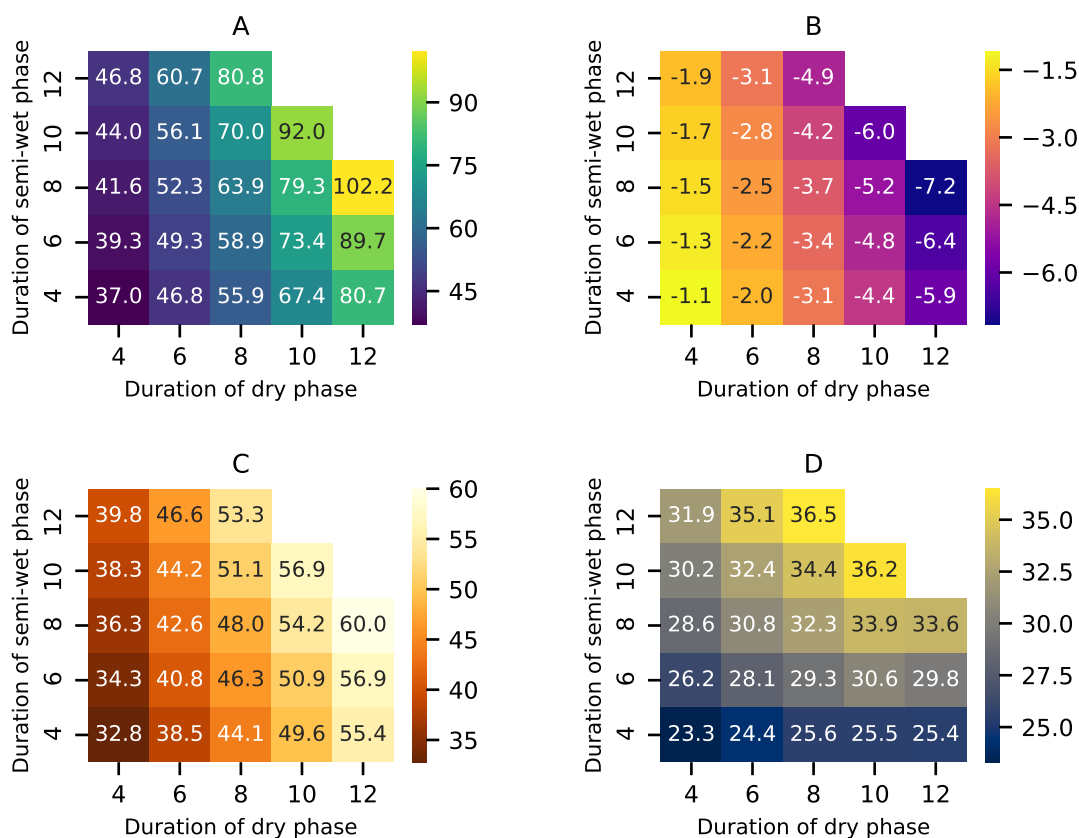 A
Duration of semi-wet phase
12 46.8 60.7 80.8
10 44.0 56.1 70.0 92.0
8 41.6 52.3 63.9 79.3 102.2
6 39.3 49.3 58.9 73.4 89.7
4 37.0 46.8 55.9 67.4 80.7
4 6 8 10 12
Duration of dry phase
90
75
60
45
B
Duration of semi-wet phase
12 -1.9 -3.1 -4.9
10 -1.7 -2.8 -4.2 -6.0
8 -1.5 -2.5 -3.7 -5.2 -7.2
6 -1.3 -2.2 -3.4 -4.8 -6.4
4 -1.1 -2.0 -3.1 -4.4 -5.9
4 6 8 10 12
Duration of dry phase
−1.5
−3.0
−4.5
−6.0
C
Duration of semi-wet phase
12 39.8 46.6 53.3
10 38.3 44.2 51.1 56.9
8 36.3 42.6 48.0 54.2 60.0
6 34.3 40.8 46.3 50.9 56.9
4 32.8 38.5 44.1 49.6 55.4
4 6 8 10 12
Duration of dry phase
60
55
50
45
40
35
D
Duration of semi-wet phase
12 31.9 35.1 36.5
10 30.2 32.4 34.4 36.2
8 28.6 30.8 32.3 33.9 33.6
6 26.2 28.1 29.3 30.6 29.8
4 23.3 24.4 25.6 25.5 25.4
4 6 8 10 12
Duration of dry phase
35.0
32.5
30.0
27.5
25.0